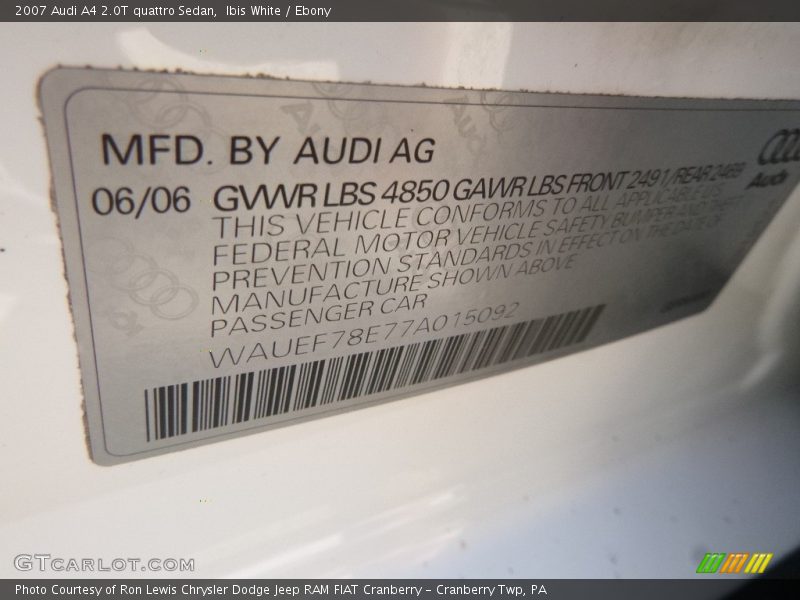 2007 Audi A4 2.0T quattro Sedan,  Ibis White / Ebony
MFD. BY AUDI AG
06/06 GVWR LBS 4850 GAWR LBS FRONT 2491/REAR 2469
THIS VEHICLE CONFORMS TO ALL APPLICABLE U.S.
FEDERAL MOTOR VEHICLE SAFETY BUMPER AND THEFT
PREVENTION STANDARDS IN EFFECT ON THE DATE OF
MANUFACTURE SHOWN ABOVE
PASSENGER CAR
WAUEF78E77A015092
Audi
GTCARLOT.COM
Photo Courtesy of Ron Lewis Chrysler Dodge Jeep RAM FIAT Cranberry – Cranberry Twp, PA